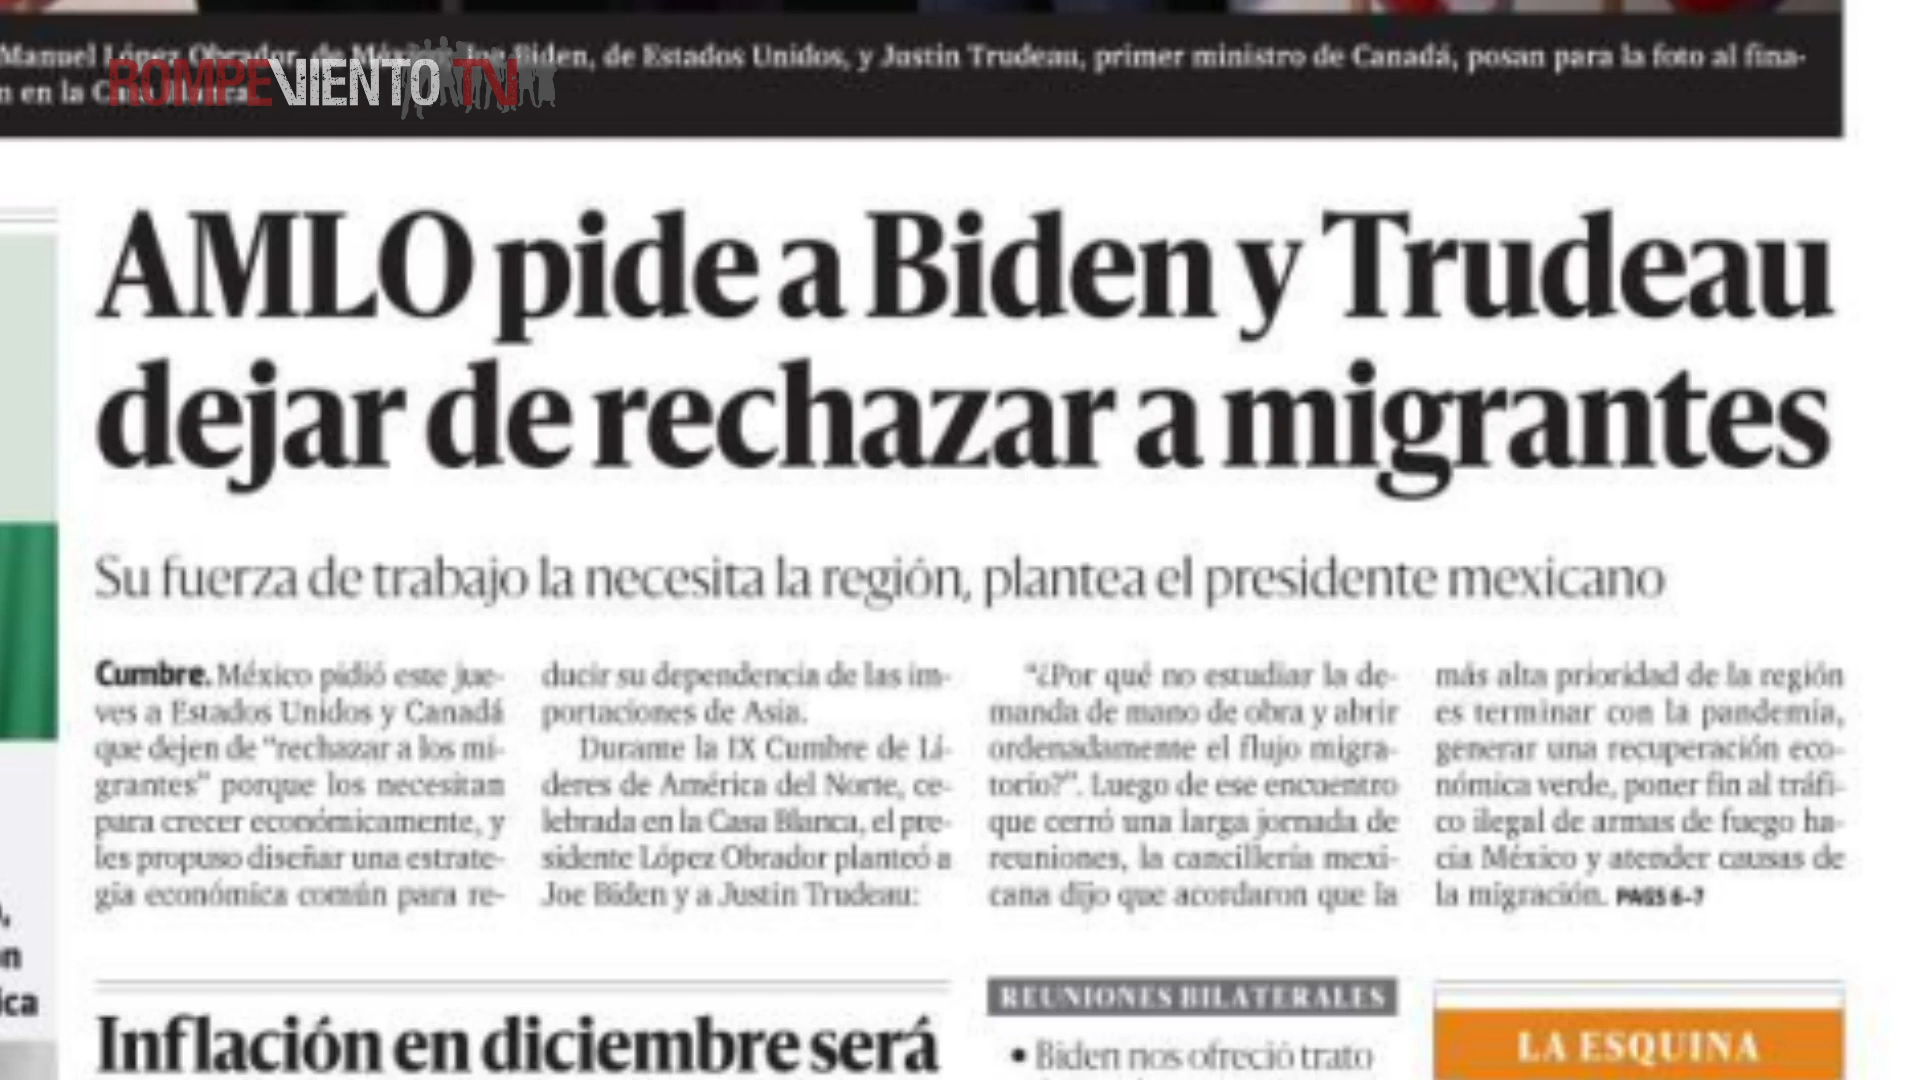 Manuel López Obrador, de México, Joe Biden, de Estados Unidos, y Justin Trudeau, primer ministro de Canadá, posan para la foto al fina-
n en la Casa Blanca.
ROMPEVIENTO TV
AMLO pide a Biden y Trudeau
dejar de rechazar a migrantes
Su fuerza de trabajo la necesita la región, plantea el presidente mexicano
Cumbre. México pidió este jue-
ves a Estados Unidos y Canadá
que dejen de "rechazar a los mi-
grantes" porque los necesitan
para crecer económicamente, y
les propuso diseñar una estrate-
gia económica común para re-
ducir su dependencia de las im-
portaciones de Asia.
Durante la IX Cumbre de Lí-
deres de América del Norte, ce-
lebrada en la Casa Blanca, el pre-
sidente López Obrador planteó a
Joe Biden y a Justin Trudeau:
"¿Por qué no estudiar la de-
manda de mano de obra y abrir
ordenadamente el flujo migra-
torio?". Luego de ese encuentro
que cerró una larga jornada de
reuniones, la cancillería mexi-
cana dijo que acordaron que la
más alta prioridad de la región
es terminar con la pandemia,
generar una recuperación eco-
nómica verde, poner fin al tráfi-
co ilegal de armas de fuego ha-
cia México y atender causas de
la migración. PAGS 6-7
,
n
ica
Inflación en diciembre será
REUNIONES BILATERALES
• Biden nos ofreció trato
LA ESQUINA